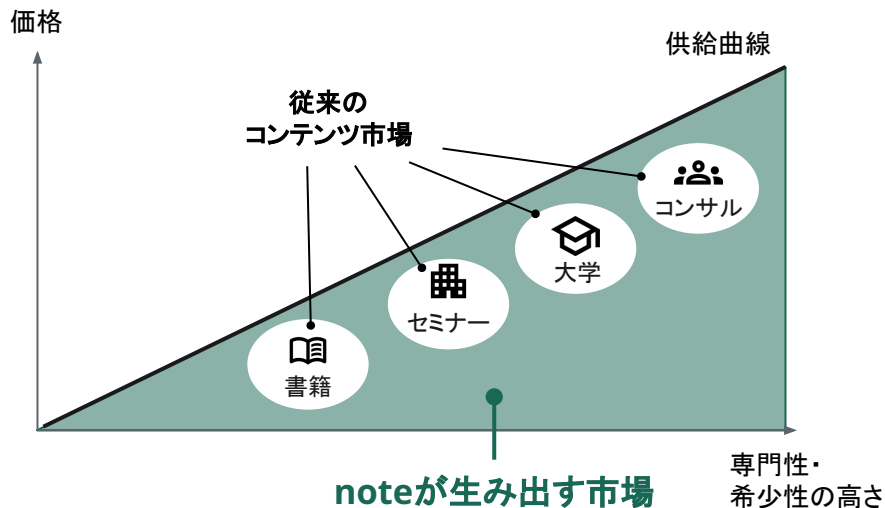 価格
供給曲線
従来の
コンテンツ市場
コンサル
大学
セミナー
書籍
専門性・
希少性の高さ
noteが生み出す市場